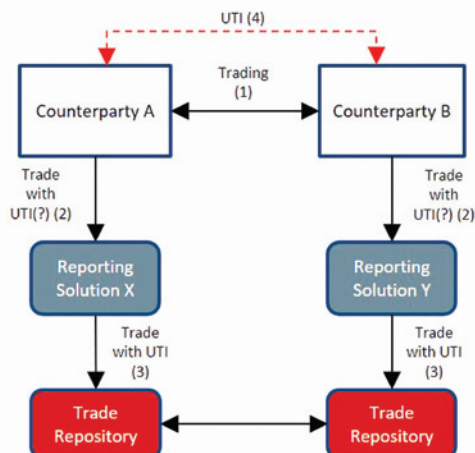 UTI (4)
Trading
(1)
Counterparty A
Counterparty B
Trade
with
UTI(?) (2)
Trade
with
UTI(?) (2)
Reporting
Solution X
Reporting
Solution Y
Trade
with UTI
(3)
Trade
with UTI
(3)
Trade
Repository
Trade
Repository